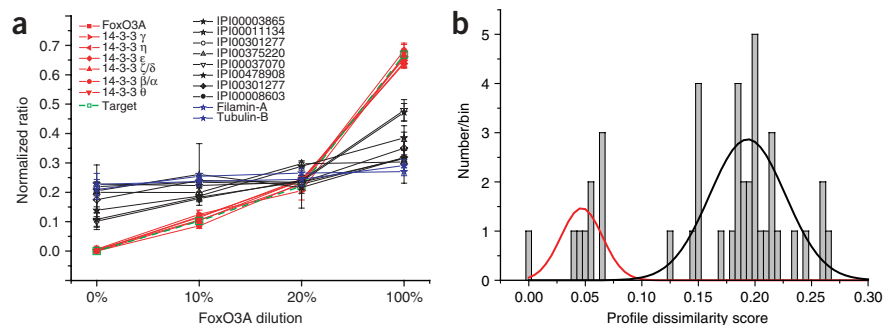 a
FoxO3A
14-3-3 γ
14-3-3 η
14-3-3 ε
14-3-3 ζ/δ
14-3-3 β/α
14-3-3 θ
Target
IPI00003865
IPI00011134
IPI00301277
IPI00375220
IPI00037070
IPI00478908
IPI00301277
IPI00008603
Filamin-A
Tubulin-B
Normalized ratio
0.7
0.6
0.5
0.4
0.3
0.2
0.1
0.0
0%
10%
20%
100%
FoxO3A dilution
b
Number/bin
5
4
3
2
1
0
0.00
0.05
0.10
0.15
0.20
0.25
0.30
Profile dissimilarity score